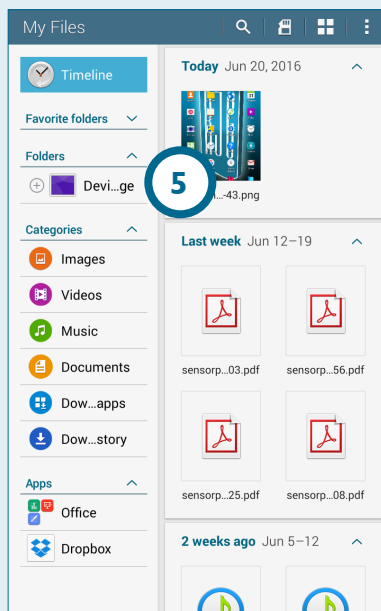 My Files
Timeline
Favorite folders
Folders
Devi...ge
Categories
Images
Videos
Music
Documents
Dow...apps
Dow...story
Apps
Office
Dropbox
5
Today Jun 20, 2016
...-43.png
Last week Jun 12–19
sensorp...03.pdf
sensorp...56.pdf
sensorp...25.pdf
sensorp...08.pdf
2 weeks ago Jun 5–12